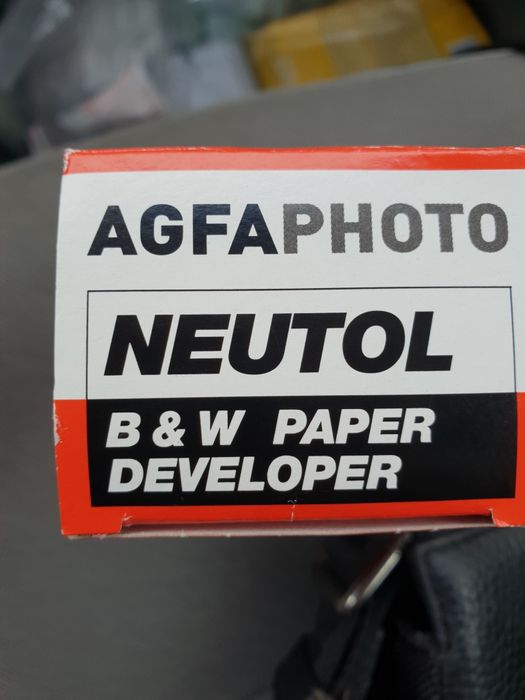 AGFAPHOTO
NEUTOL
B & W PAPER
DEVELOPER